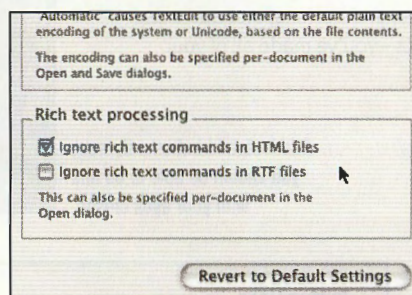 "Automatic" causes TextEdit to use either the default plain text
encoding of the system or Unicode, based on the file contents.
The encoding can also be specified per-document in the
Open and Save dialogs.
Rich text processing
Ignore rich text commands in HTML files
Ignore rich text commands in RTF files
This can also be specified per-document in the
Open dialog.
Revert to Default Settings